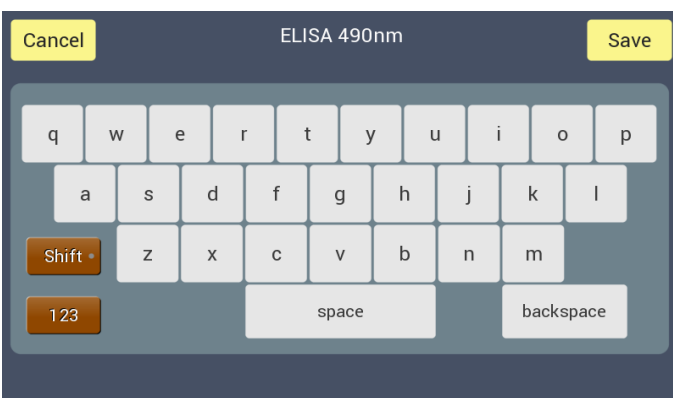 Cancel ELISA 490nm Save
q w e r t y u i o p
a s d f g h j k l
Shift z x c v b n m
123 space backspace